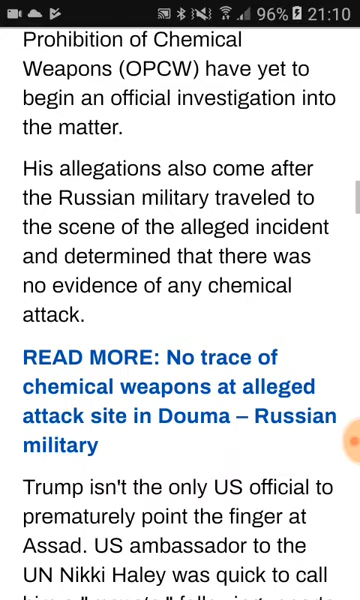 96% 21:10
Prohibition of Chemical
Weapons (OPCW) have yet to
begin an official investigation into
the matter.
His allegations also come after
the Russian military traveled to
the scene of the alleged incident
and determined that there was
no evidence of any chemical
attack.
READ MORE: No trace of
chemical weapons at alleged
attack site in Douma – Russian
military
Trump isn't the only US official to
prematurely point the finger at
Assad. US ambassador to the
UN Nikki Haley was quick to call